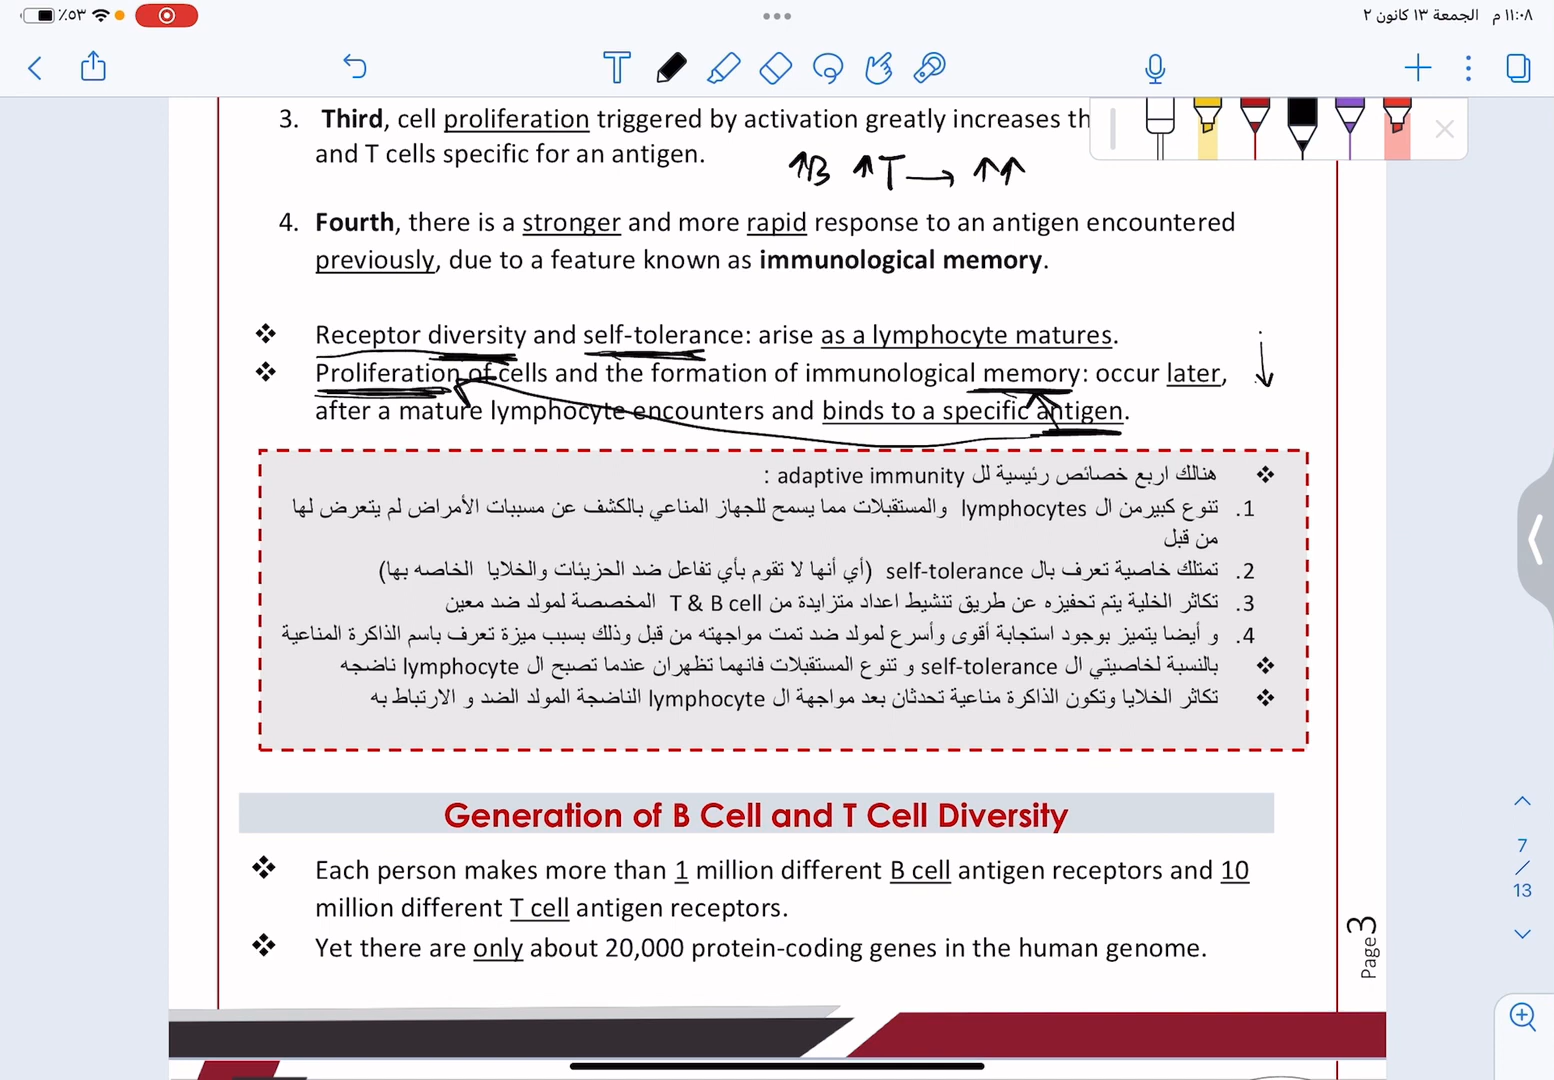 ٪٥٣
١١:٠٨ م الجمعة ١٣ كانون ٢
3. Third, cell proliferation triggered by activation greatly increases th
and T cells specific for an antigen.
↑B ↑T → ↑↑
4. Fourth, there is a stronger and more rapid response to an antigen encountered
previously, due to a feature known as immunological memory.
❖ Receptor diversity and self-tolerance: arise as a lymphocyte matures.
❖ Proliferation of cells and the formation of immunological memory: occur later,
after a mature lymphocyte encounters and binds to a specific antigen.
❖ هنالك اربع خصائص رئيسية لل adaptive immunity :
1. تنوع كبيرمن ال lymphocytes والمستقبلات مما يسمح للجهاز المناعي بالكشف عن مسببات الأمراض لم يتعرض لها
من قبل
2. تمتلك خاصية تعرف بال self-tolerance (أي أنها لا تقوم بأي تفاعل ضد الجزيئات والخلايا الخاصه بها)
3. تكاثر الخلية يتم تحفيزه عن طريق تنشيط اعداد متزايدة من T & B cell المخصصة لمولد ضد معين
4. و أيضا يتميز بوجود استجابة أقوى وأسرع لمولد ضد تمت مواجهته من قبل وذلك بسبب ميزة تعرف باسم الذاكرة المناعية
❖ بالنسبة لخاصيتي ال self-tolerance و تنوع المستقبلات فانهما تظهران عندما تصبح ال lymphocyte ناضجه
❖ تكاثر الخلايا وتكون الذاكرة مناعية تحدثان بعد مواجهة ال lymphocyte الناضجة المولد الضد و الارتباط به
Generation of B Cell and T Cell Diversity
❖ Each person makes more than 1 million different B cell antigen receptors and 10
million different T cell antigen receptors.
❖ Yet there are only about 20,000 protein-coding genes in the human genome.
Page 3
7
/
13